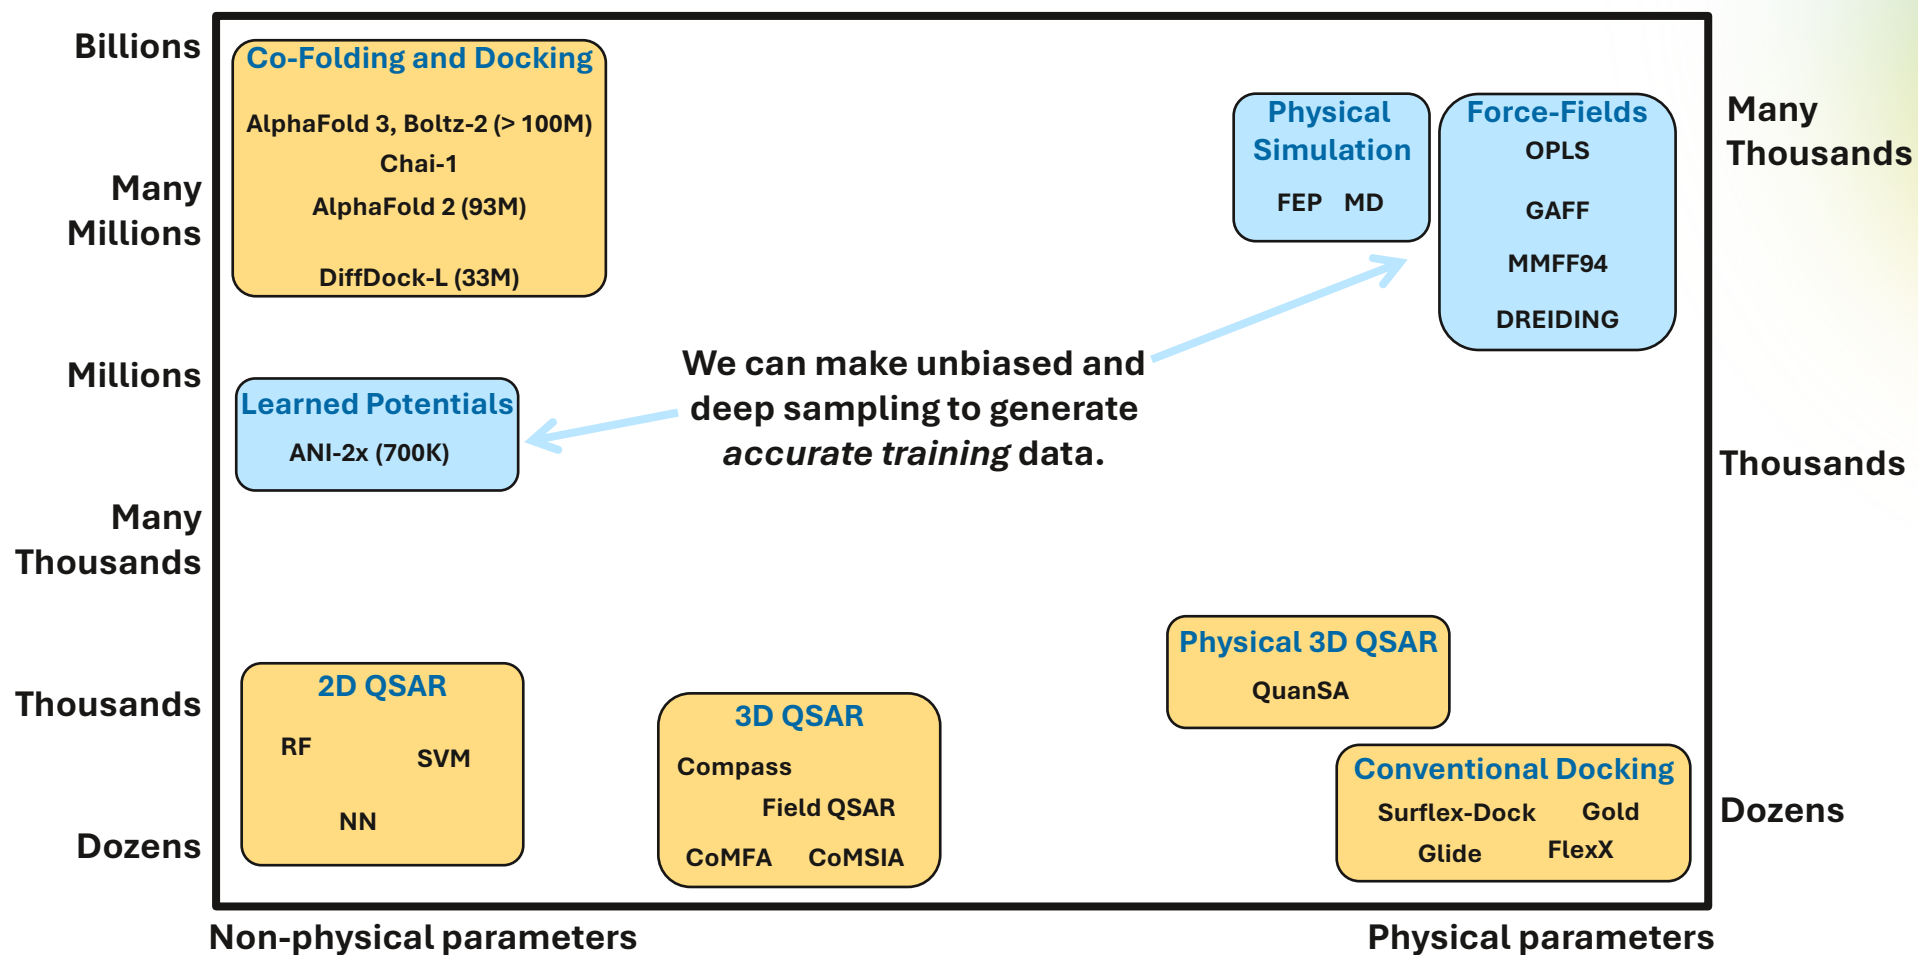 Billions
Many
Millions
Millions
Many
Thousands
Thousands
Dozens
Co-Folding and Docking
AlphaFold 3, Boltz-2 (> 100M)
Chai-1
AlphaFold 2 (93M)
DiffDock-L (33M)
Learned Potentials
ANI-2x (700K)
We can make unbiased and
deep sampling to generate
accurate training data.
Physical
Simulation
FEP MD
Force-Fields
OPLS
GAFF
MMFF94
DREIDING
2D QSAR
RF
SVM
NN
3D QSAR
Compass
Field QSAR
CoMFA CoMSIA
Physical 3D QSAR
QuanSA
Conventional Docking
Surflex-Dock Gold
Glide FlexX
Many
Thousands
Thousands
Dozens
Non-physical parameters
Physical parameters